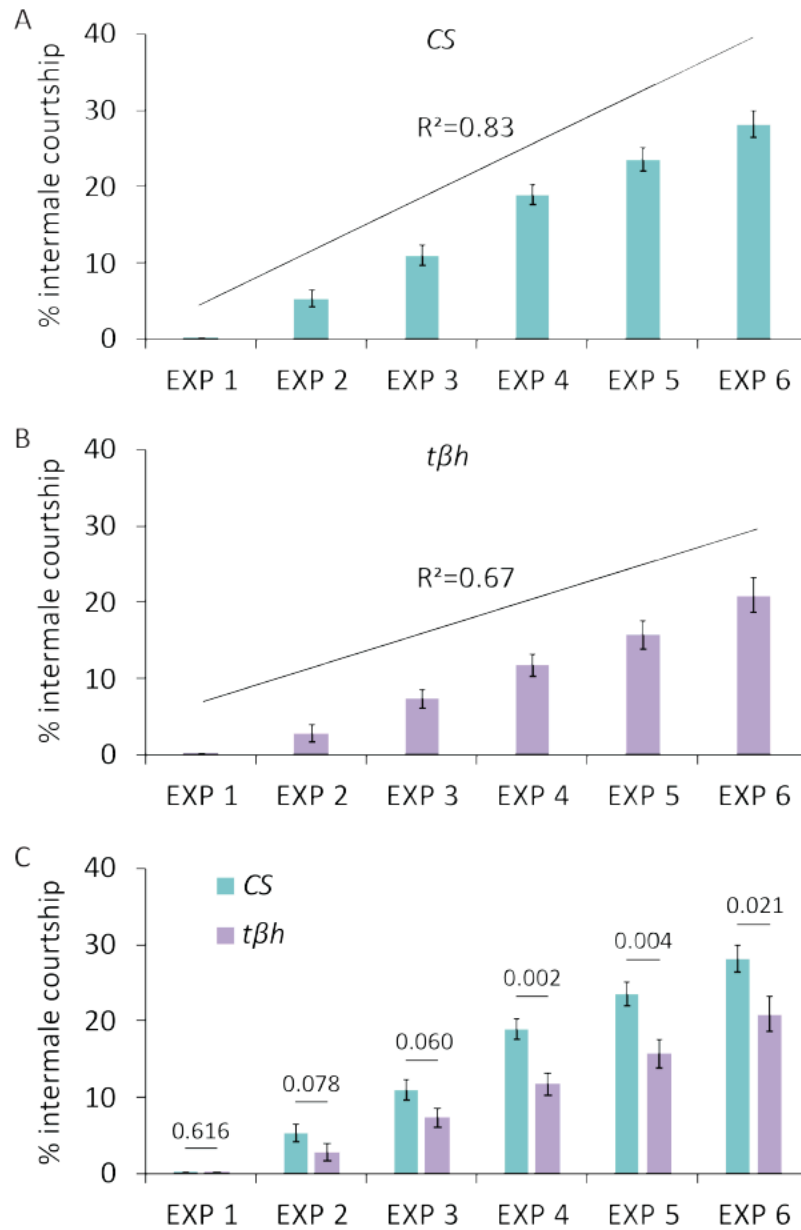 A
% intermale courtship
40
30
20
10
0
CS
R²=0.83
EXP 1 EXP 2 EXP 3 EXP 4 EXP 5 EXP 6
B
% intermale courtship
40
30
20
10
0
tβh
R²=0.67
EXP 1 EXP 2 EXP 3 EXP 4 EXP 5 EXP 6
C
% intermale courtship
40
30
20
10
0
CS
tβh
0.616 0.078 0.060 0.002 0.004 0.021
EXP 1 EXP 2 EXP 3 EXP 4 EXP 5 EXP 6